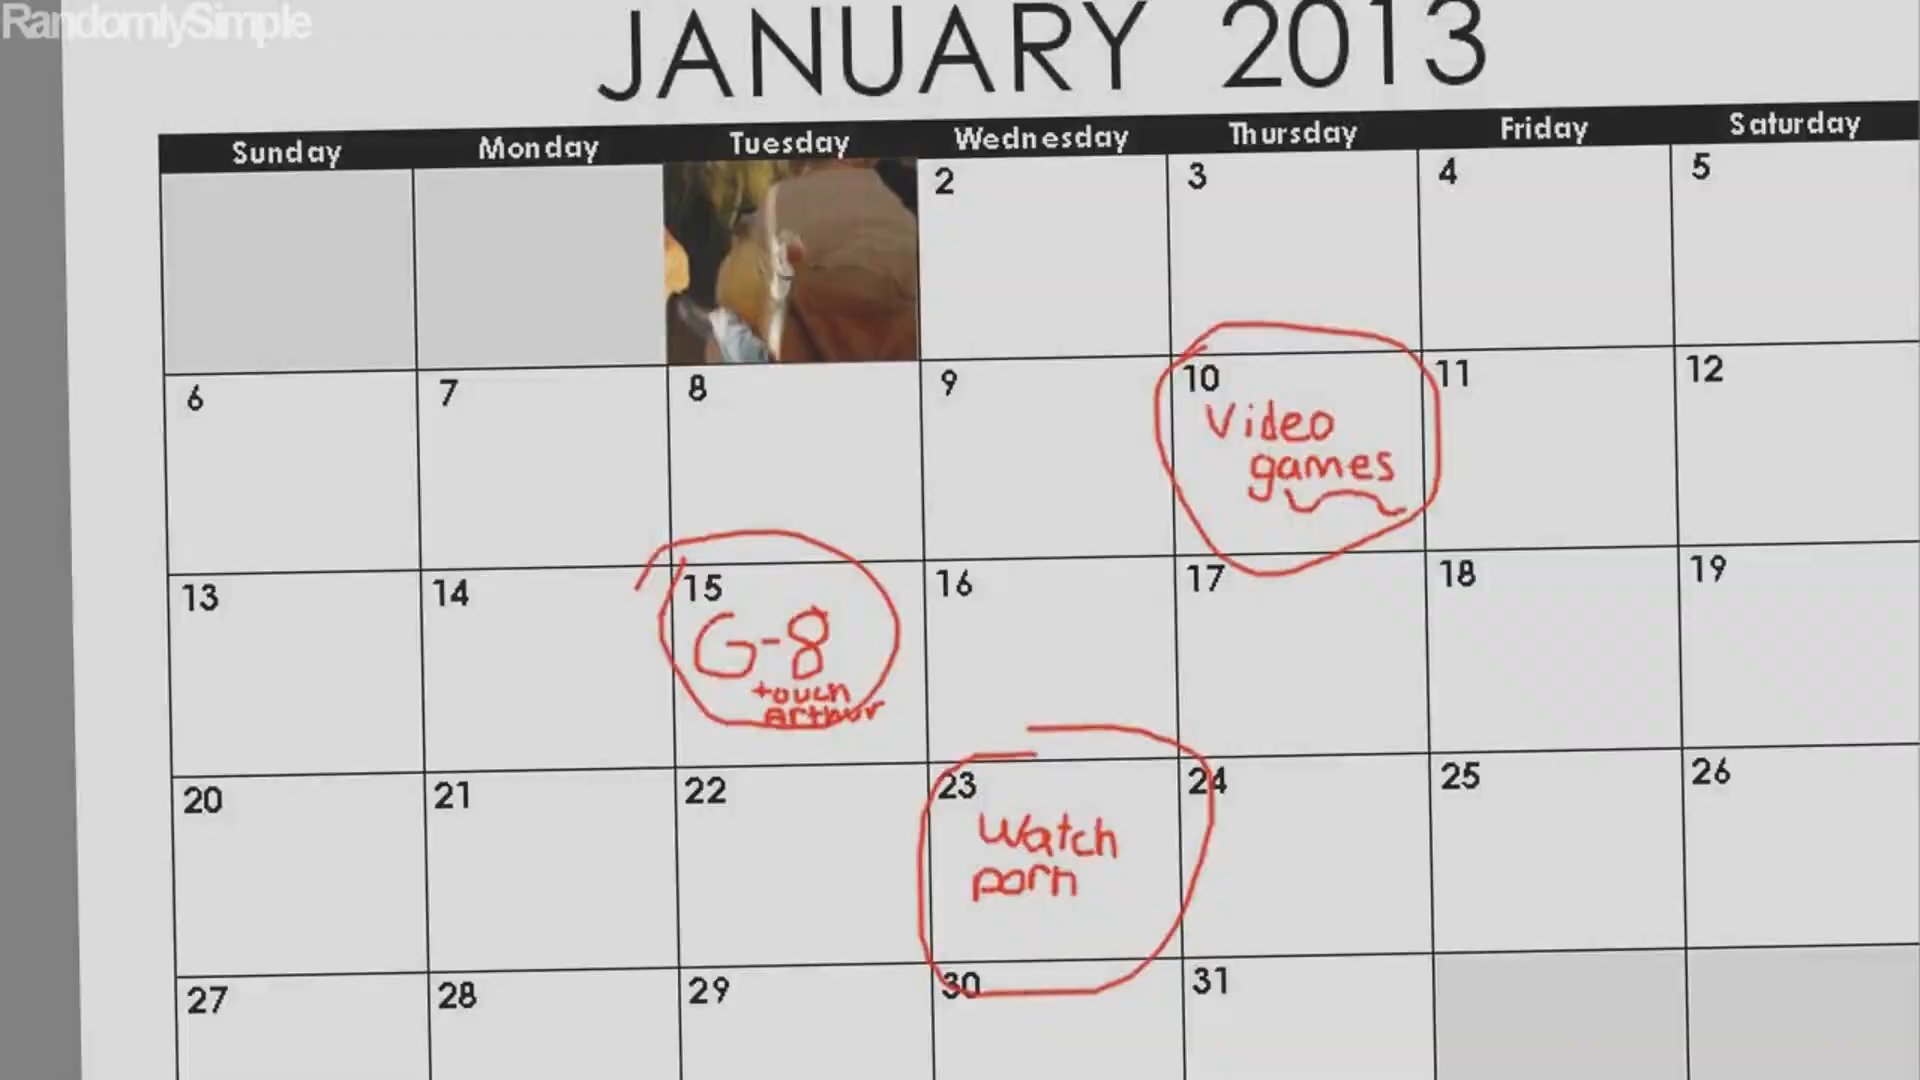 RandomlySimple
JANUARY 2013
Sunday Monday Tuesday Wednesday Thursday Friday Saturday
2 3 4 5
6 7 8 9 10 11 12
Video
games
13 14 15 16 17 18 19
G-8
touch
Arthur
20 21 22 23 24 25 26
Watch
porn
27 28 29 30 31